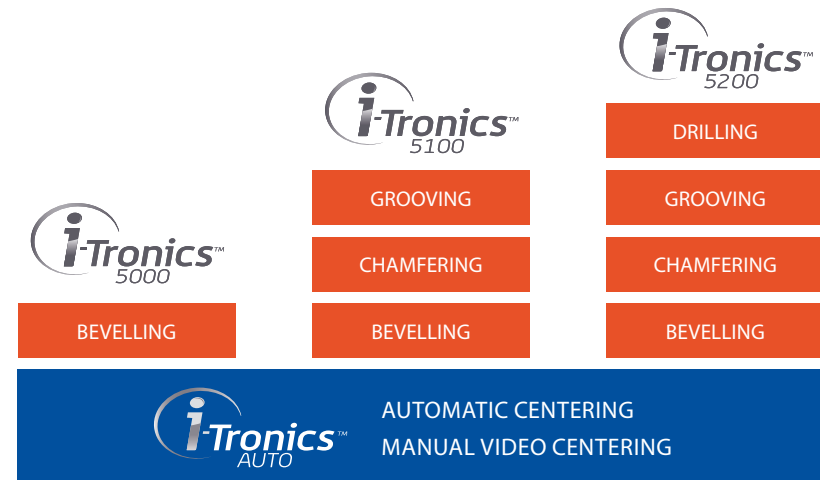 i-Tronics™
5200
DRILLING
i-Tronics™
5100
GROOVING
GROOVING
i-Tronics™
5000
CHAMFERING
CHAMFERING
BEVELLING
BEVELLING
BEVELLING
i-Tronics™
AUTO
AUTOMATIC CENTERING
MANUAL VIDEO CENTERING